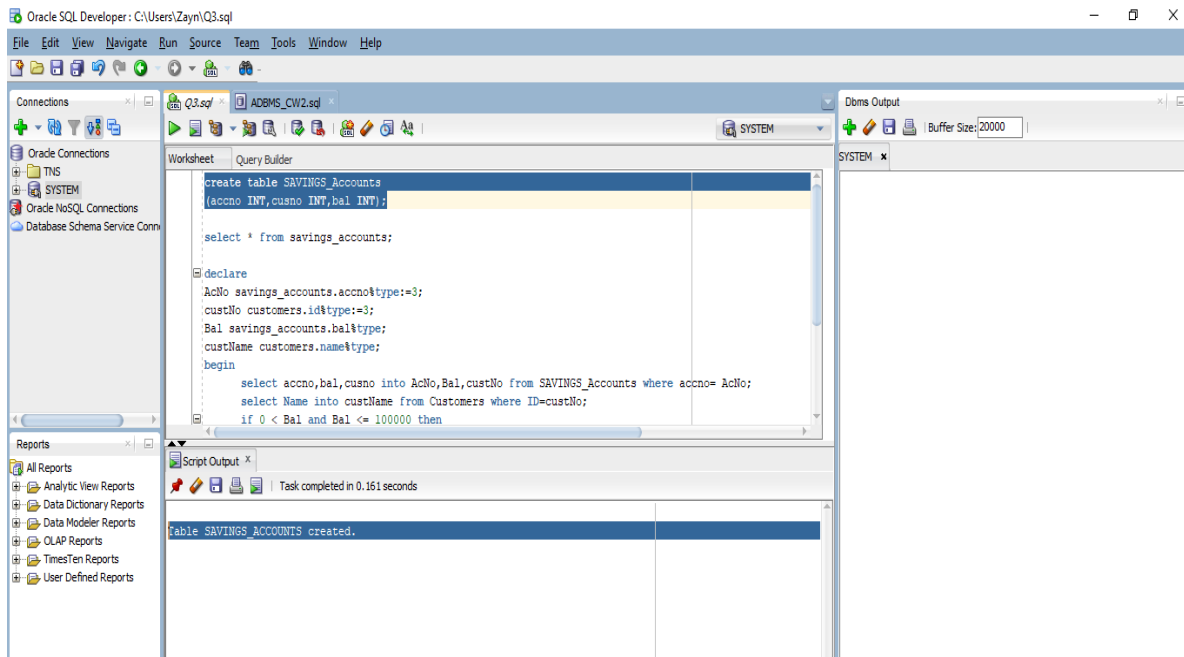 Oracle SQL Developer : C:\Users\Zayn\Q3.sql
File Edit View Navigate Run Source Team Tools Window Help
Connections
Oracle Connections
TNS
SYSTEM
Oracle NoSQL Connections
Database Schema Service Conn
Reports
All Reports
Analytic View Reports
Data Dictionary Reports
Data Modeler Reports
OLAP Reports
TimesTen Reports
User Defined Reports
Q3.sql ADBMS_CW2.sql
SYSTEM
Worksheet Query Builder
create table SAVINGS_Accounts
(accno INT,cusno INT,bal INT);
select * from savings_accounts;
declare
AcNo savings_accounts.accno%type:=3;
custNo customers.id%type:=3;
Bal savings_accounts.bal%type;
custName customers.name%type;
begin
select accno,bal,cusno into AcNo,Bal,custNo from SAVINGS_Accounts where accno= AcNo;
select Name into custName from Customers where ID=custNo;
if 0 < Bal and Bal <= 100000 then
Script Output
Task completed in 0.161 seconds
Table SAVINGS_ACCOUNTS created.
Dbms Output
Buffer Size: 20000
SYSTEM